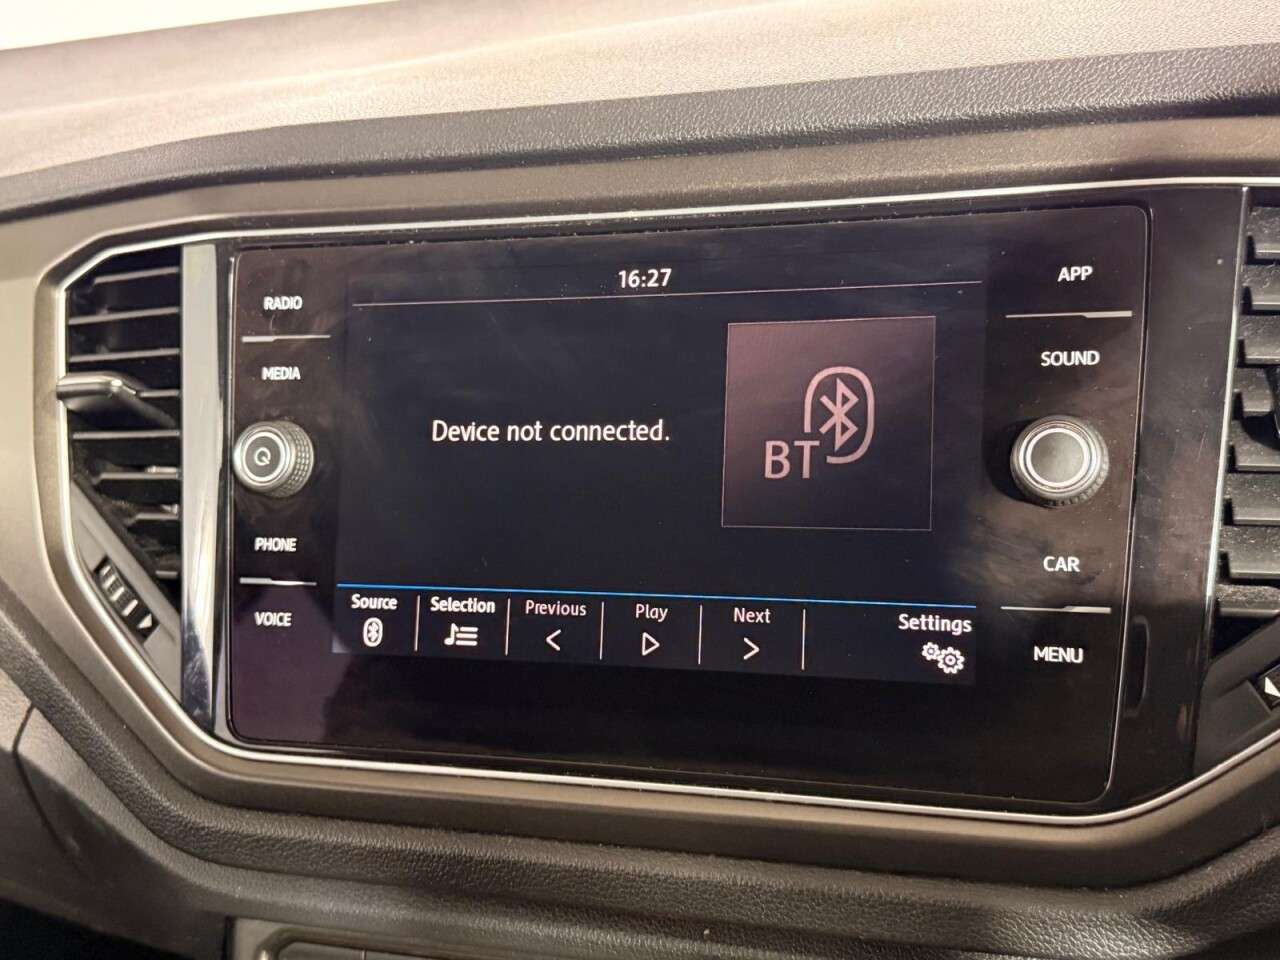 16:27
RADIO
MEDIA
PHONE
VOICE
Device not connected.
BT
APP
SOUND
CAR
MENU
Source
Selection
Previous
Play
Next
Settings